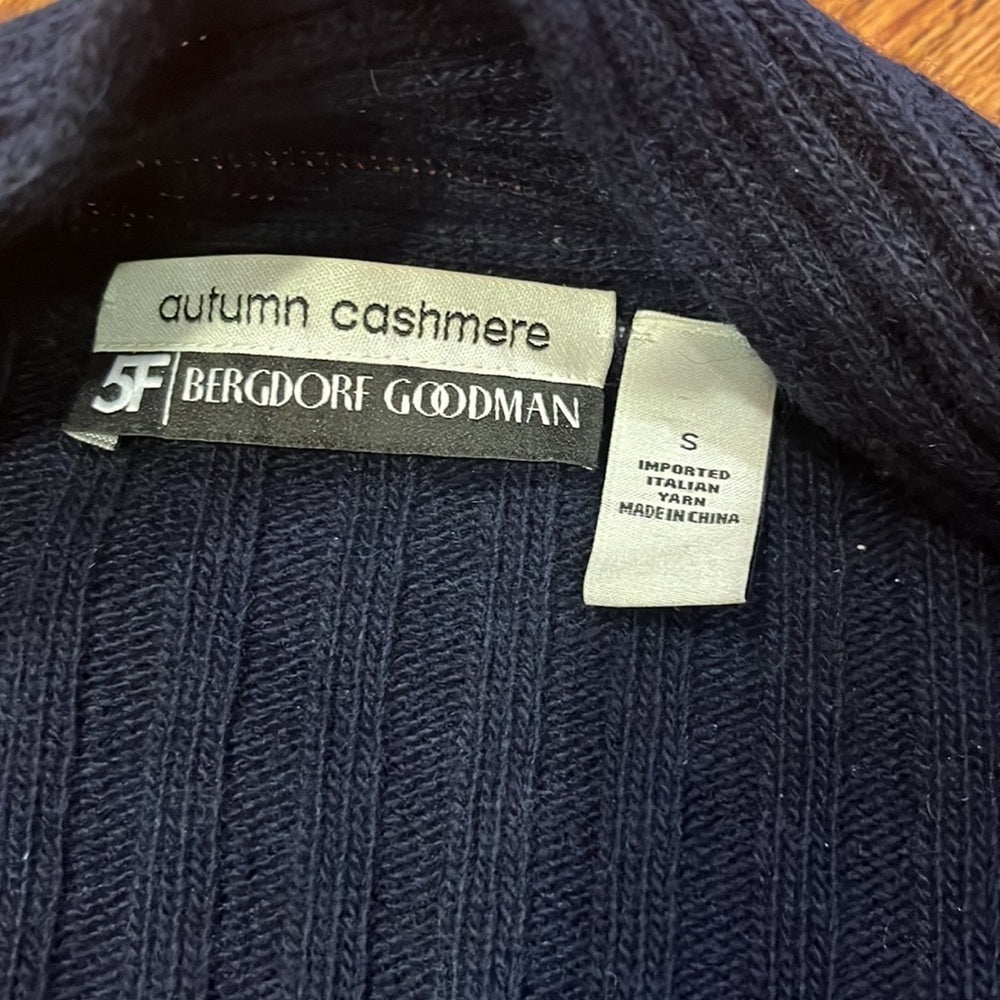 autumn cashmere
5F BERGDORF GOODMAN
S
IMPORTED
ITALIAN
YARN
MADE IN CHINA